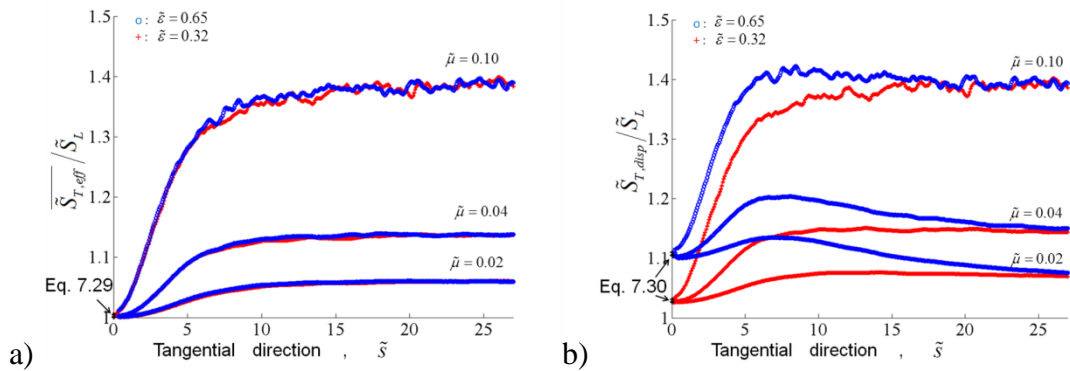 1.5
o : ε̃ = 0.65
+ : ε̃ = 0.32
μ̃ = 0.10
1.4
1.3
S̃_{T,eff} / S̃_L
1.2
μ̃ = 0.04
1.1
μ̃ = 0.02
Eq. 7.29
1
0 5 10 15 20 25
a) Tangential direction , s̃
1.5
o : ε̃ = 0.65
+ : ε̃ = 0.32
μ̃ = 0.10
1.4
1.3
S̃_{T,disp} / S̃_L
1.2
μ̃ = 0.04
1.1
μ̃ = 0.02
Eq. 7.30
1
0 5 10 15 20 25
b) Tangential direction , s̃